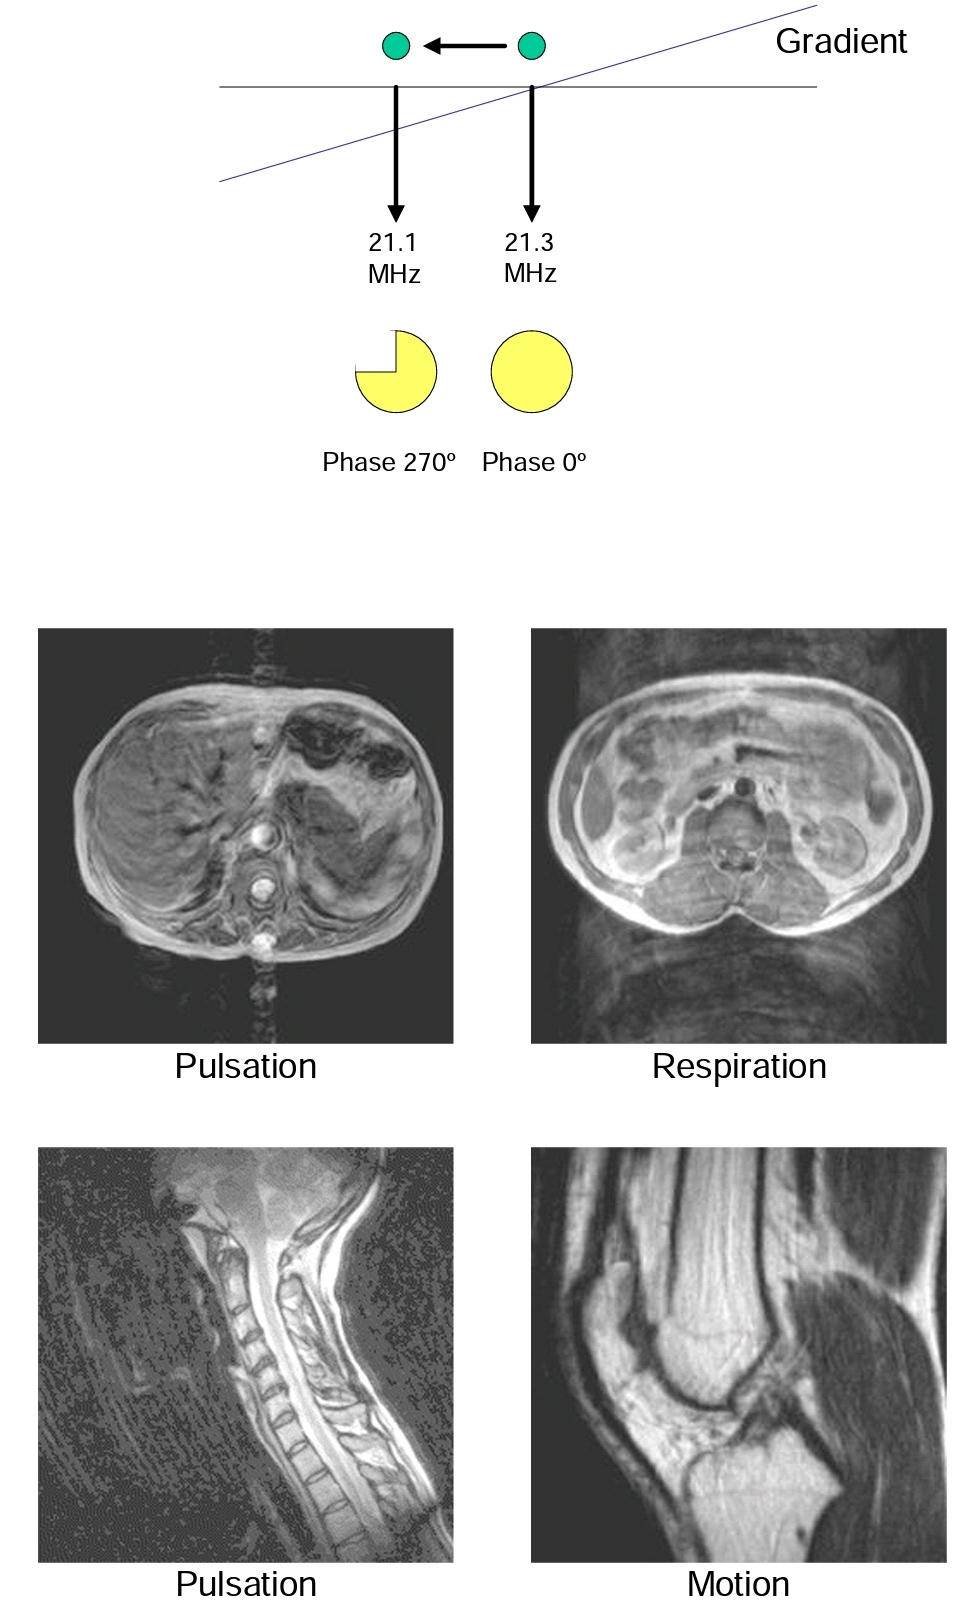 Gradient
21.1 21.3
MHz MHz
Phase 270º Phase 0º
Pulsation Respiration
Pulsation Motion